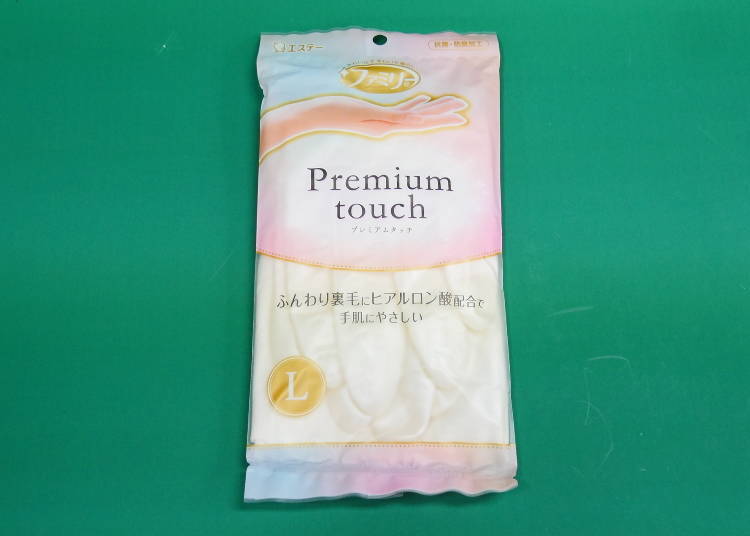 エステー
抗菌・防臭加工
ファミリー
Premium
touch
プレミアムタッチ
ふんわり裏毛にヒアルロン酸配合で
手肌にやさしい
L